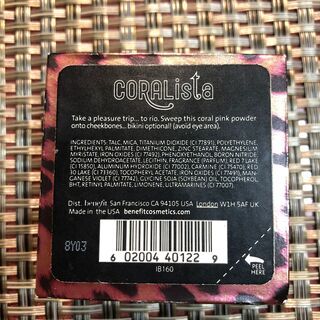 CORALista
Take a pleasure trip... to rio. Sweep this coral pink powder
onto cheekbones... bikini optional! (avoid eye area).
INGREDIENTS: TALC, MICA, TITANIUM DIOXIDE (CI 77891), POLYETHYLENE,
ETHYLHEXYL PALMITATE, DIMETHICONE, ZINC STEARATE, MAGNESIUM
MYRISTATE, IRON OXIDES (CI 77492), PHENOXYETHANOL, BORON NITRIDE,
SODIUM DEHYDROACETATE, LECITHIN, FRAGRANCE (PARFUM), RED 7 LAKE
(CI 15850), ALUMINUM HYDROXIDE, CARMINE (CI 75470), RED
30 LAKE (CI 73360), TOCOPHERYL ACETATE, IRON OXIDES (CI 77491), MAN-
GANESE VIOLET (CI 77742), GLYCINE SOJA (SOYBEAN) OIL, TOCOPHEROL,
BHT, RETINYL PALMITATE, LIMONENE, ULTRAMARINES (CI 77007).
Dist. benefit San Francisco CA 94105 USA London W1H 5AF UK
Made in the USA benefitcosmetics.com
8Y03
6 02004 40122 9
IB160
PEEL
HERE